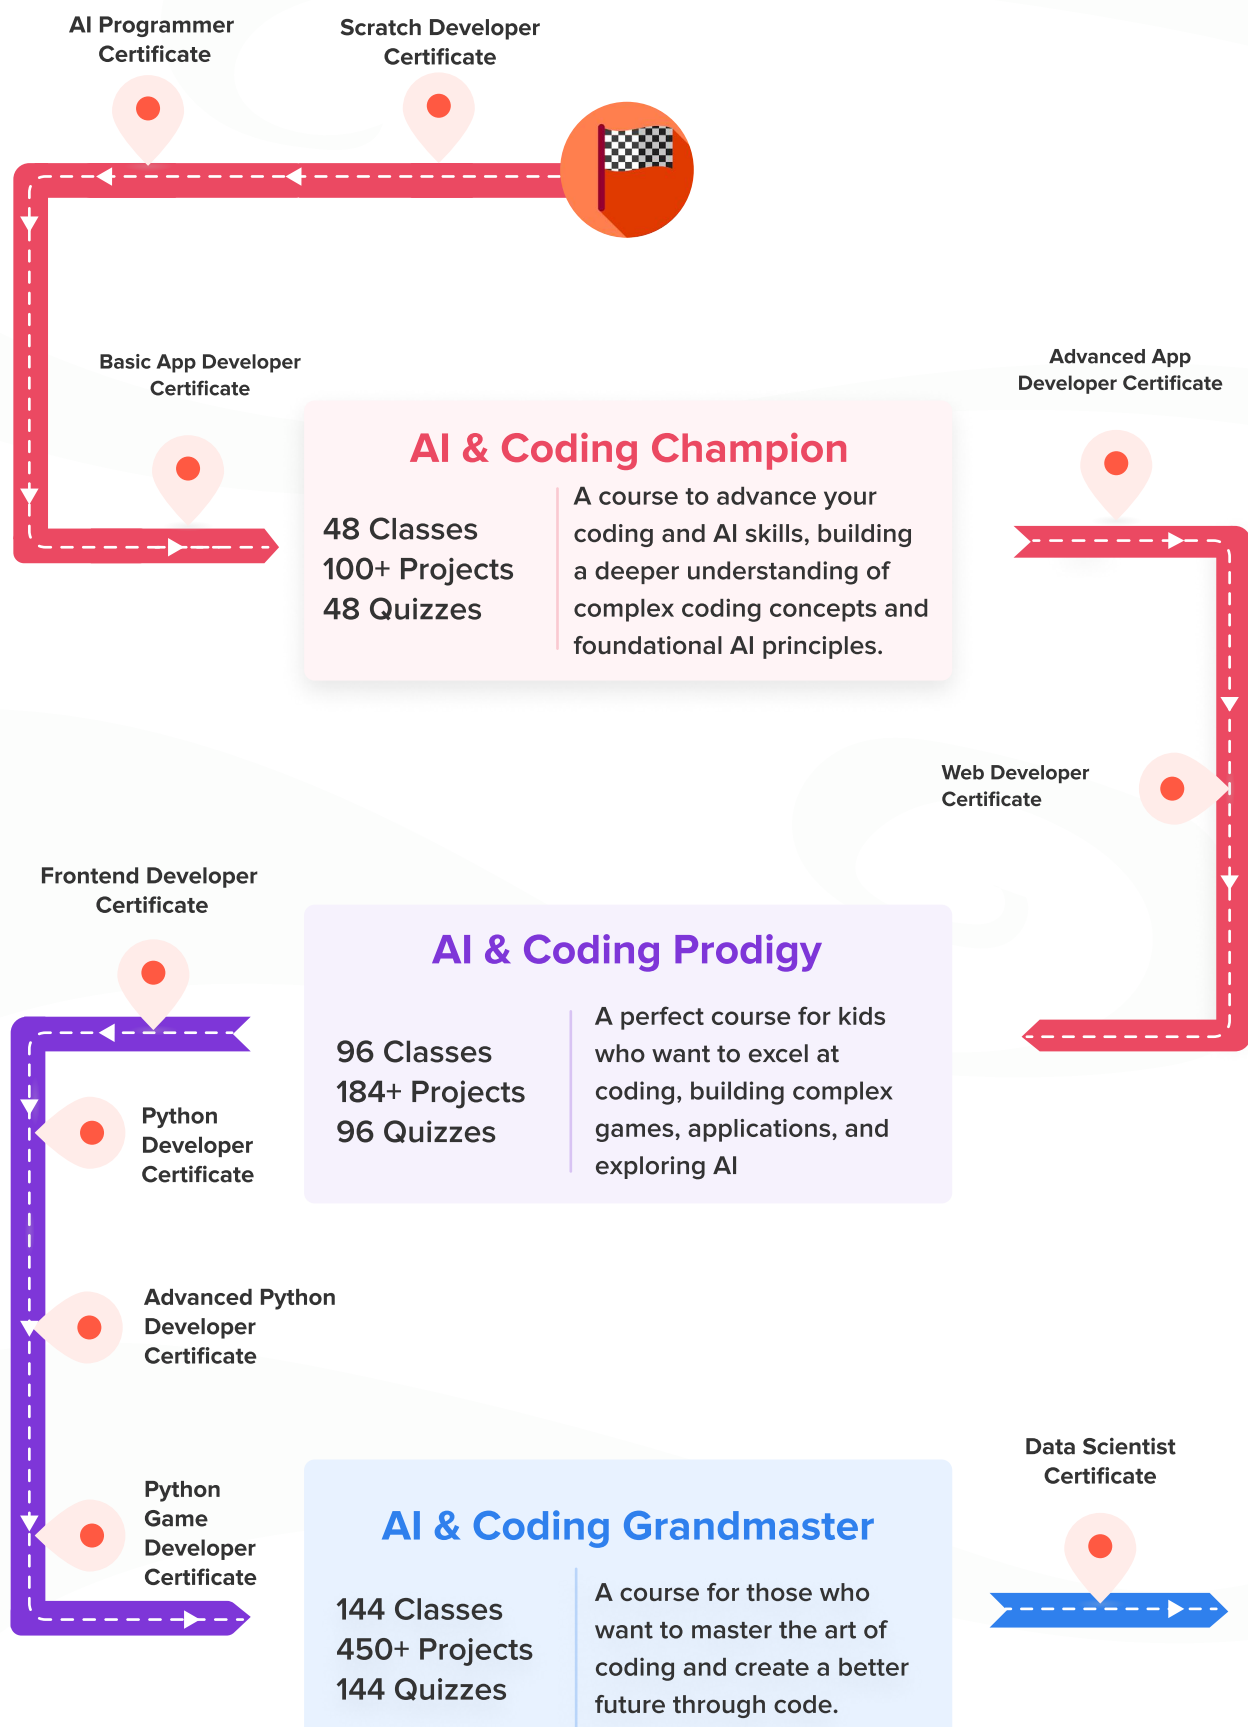 AI Programmer
Certificate
Scratch Developer
Certificate
Basic App Developer
Certificate
AI & Coding Champion
48 Classes
100+ Projects
48 Quizzes
A course to advance your
coding and AI skills, building
a deeper understanding of
complex coding concepts and
foundational AI principles.
Advanced App
Developer Certificate
Web Developer
Certificate
Frontend Developer
Certificate
AI & Coding Prodigy
96 Classes
184+ Projects
96 Quizzes
A perfect course for kids
who want to excel at
coding, building complex
games, applications, and
exploring AI
Python
Developer
Certificate
Advanced Python
Developer
Certificate
Python
Game
Developer
Certificate
AI & Coding Grandmaster
144 Classes
450+ Projects
144 Quizzes
A course for those who
want to master the art of
coding and create a better
future through code.
Data Scientist
Certificate